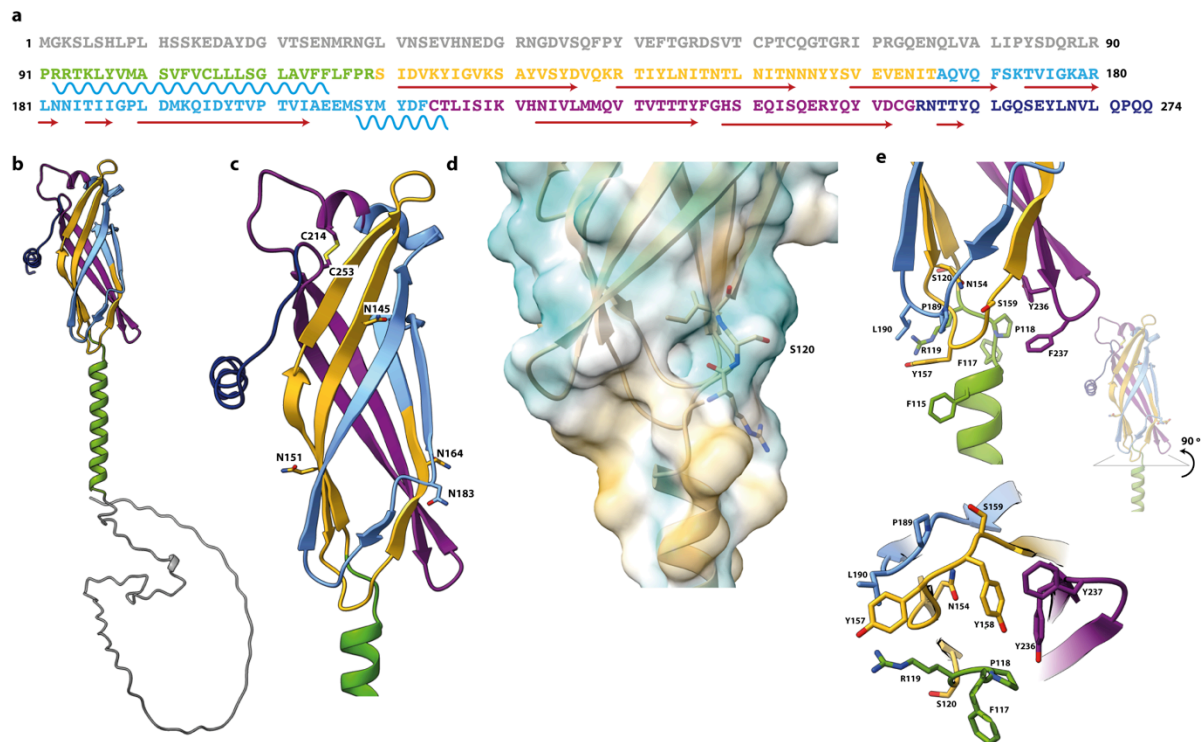 a
1 MGKSLSHLPL HSSKEDAYDG VTSENMRNGL VNSEVHNEDG RNGDVSQFPY VEFTGRDSVT CPTCQGTGRI PRGQENQLVA LIPYSDQRLR 90
91 PRRTKLYVMA SVFVCLLLSG LAVFFLFPRS IDVKYIGVKS AYVSYDVQKR TIYLNITNTL NITNNNYYSV EVENITAQVQ FSKTVIGKAR 180
181 LNNITIIGPL DMKQIDYTVP TVIAEEMSYM YDFCTLISIK VHNIVLMMQV TVTTTYFGHS EQISQERYQY VDCGRNTTYQ LGQSEYLNVL QPQQ 274
b
c
C214
C253
N145
N151
N164
N183
d
S120
e
S120
N154
P189
S159
Y236
L190
P118
R119
F117
F237
Y157
F115
90 °
S159
P189
L190
N154
Y237
Y157
Y158
Y236
R119
P118
S120
F117